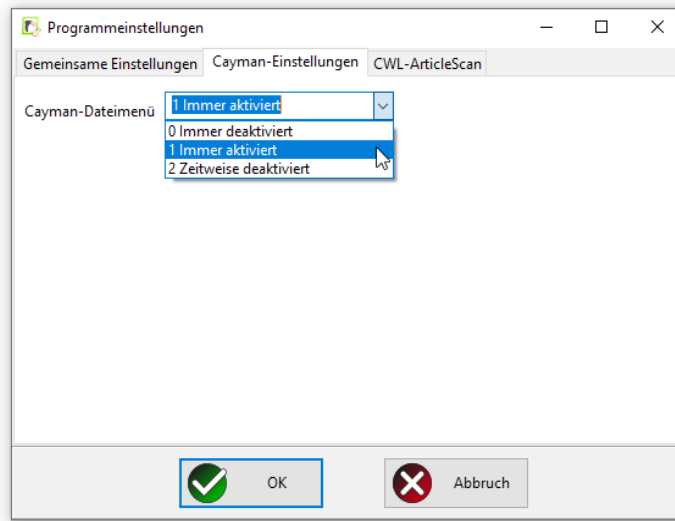 Programmeinstellungen
Gemeinsame Einstellungen Cayman-Einstellungen CWL-ArticleScan
Cayman-Dateimenü 1 Immer aktiviert
0 Immer deaktiviert
1 Immer aktiviert
2 Zeitweise deaktiviert
OK Abbruch